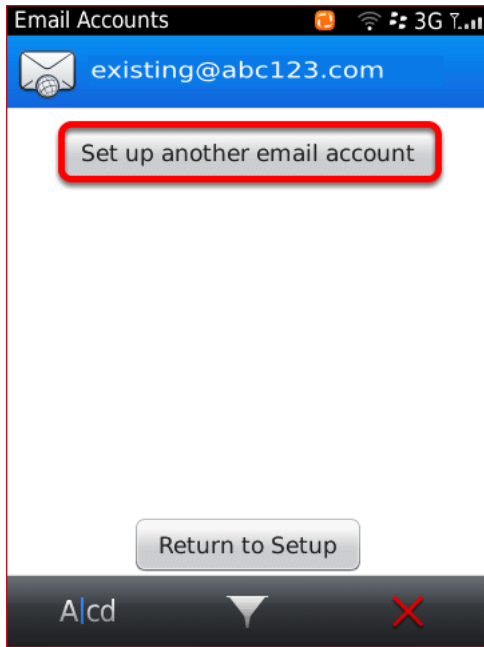 Email Accounts 3G
existing@abc123.com
Set up another email account
Return to Setup
A|cd